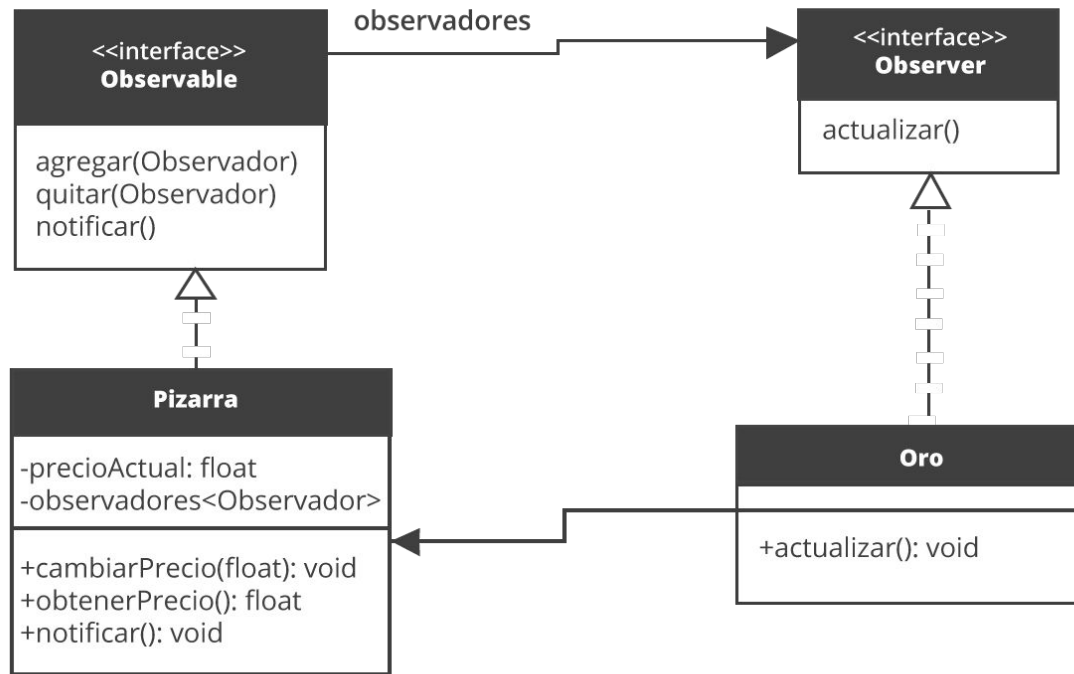 observadores
<<interface>>
Observable
agregar(Observador)
quitar(Observador)
notificar()
<<interface>>
Observer
actualizar()
Pizarra
-precioActual: float
-observadores<Observador>
+cambiarPrecio(float): void
+obtenerPrecio(): float
+notificar(): void
Oro
+actualizar(): void